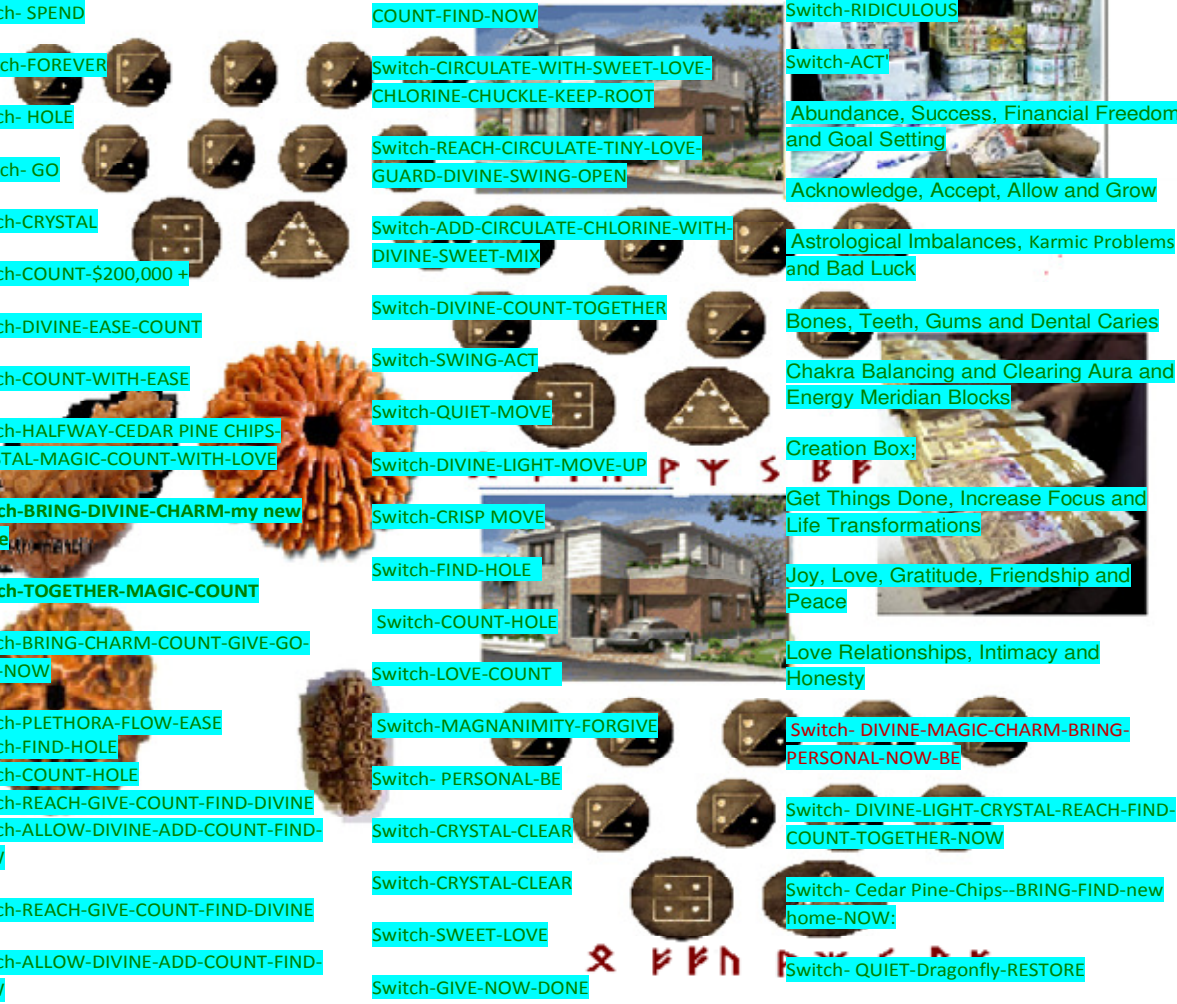 ch- SPEND
ch-FOREVER
ch- HOLE
ch- GO
ch-CRYSTAL
ch-COUNT-$200,000 +
ch-DIVINE-EASE-COUNT
ch-COUNT-WITH-EASE
ch-HALFWAY-CEDAR PINE CHIPS-
STAL-MAGIC-COUNT-WITH-LOVE
ch-BRING-DIVINE-CHARM-my new
e
ch-TOGETHER-MAGIC-COUNT
ch-BRING-CHARM-COUNT-GIVE-GO-
-NOW
ch-PLETHORA-FLOW-EASE
ch-FIND-HOLE
ch-COUNT-HOLE
ch-REACH-GIVE-COUNT-FIND-DIVINE
ch-ALLOW-DIVINE-ADD-COUNT-FIND-
ch-REACH-GIVE-COUNT-FIND-DIVINE
ch-ALLOW-DIVINE-ADD-COUNT-FIND-
COUNT-FIND-NOW
Switch-CIRCULATE-WITH-SWEET-LOVE-
CHLORINE-CHUCKLE-KEEP-ROOT
Switch-REACH-CIRCULATE-TINY-LOVE-
GUARD-DIVINE-SWING-OPEN
Switch-ADD-CIRCULATE-CHLORINE-WITH-
DIVINE-SWEET-MIX
Switch-DIVINE-COUNT-TOGETHER
Switch-SWING-ACT
Switch-QUIET-MOVE
Switch-DIVINE-LIGHT-MOVE-UP
Switch-CRISP MOVE
Switch-FIND-HOLE
Switch-COUNT-HOLE
Switch-LOVE-COUNT
Switch-MAGNANIMITY-FORGIVE
Switch- PERSONAL-BE
Switch-CRYSTAL-CLEAR
Switch-CRYSTAL-CLEAR
Switch-SWEET-LOVE
ᛟ ᚠᚠᚢ
Switch-GIVE-NOW-DONE
Switch-RIDICULOUS
Switch-ACT'
Abundance, Success, Financial Freedom
and Goal Setting
Acknowledge, Accept, Allow and Grow
Astrological Imbalances, Karmic Problems
and Bad Luck
Bones, Teeth, Gums and Dental Caries
Chakra Balancing and Clearing Aura and
Energy Meridian Blocks
Creation Box;
Get Things Done, Increase Focus and
Life Transformations
Joy, Love, Gratitude, Friendship and
Peace
Love Relationships, Intimacy and
Honesty
Switch- DIVINE-MAGIC-CHARM-BRING-
PERSONAL-NOW-BE
Switch- DIVINE-LIGHT-CRYSTAL-REACH-FIND-
COUNT-TOGETHER-NOW
Switch- Cedar Pine-Chips--BRING-FIND-new
home-NOW:
Switch- QUIET-Dragonfly-RESTORE